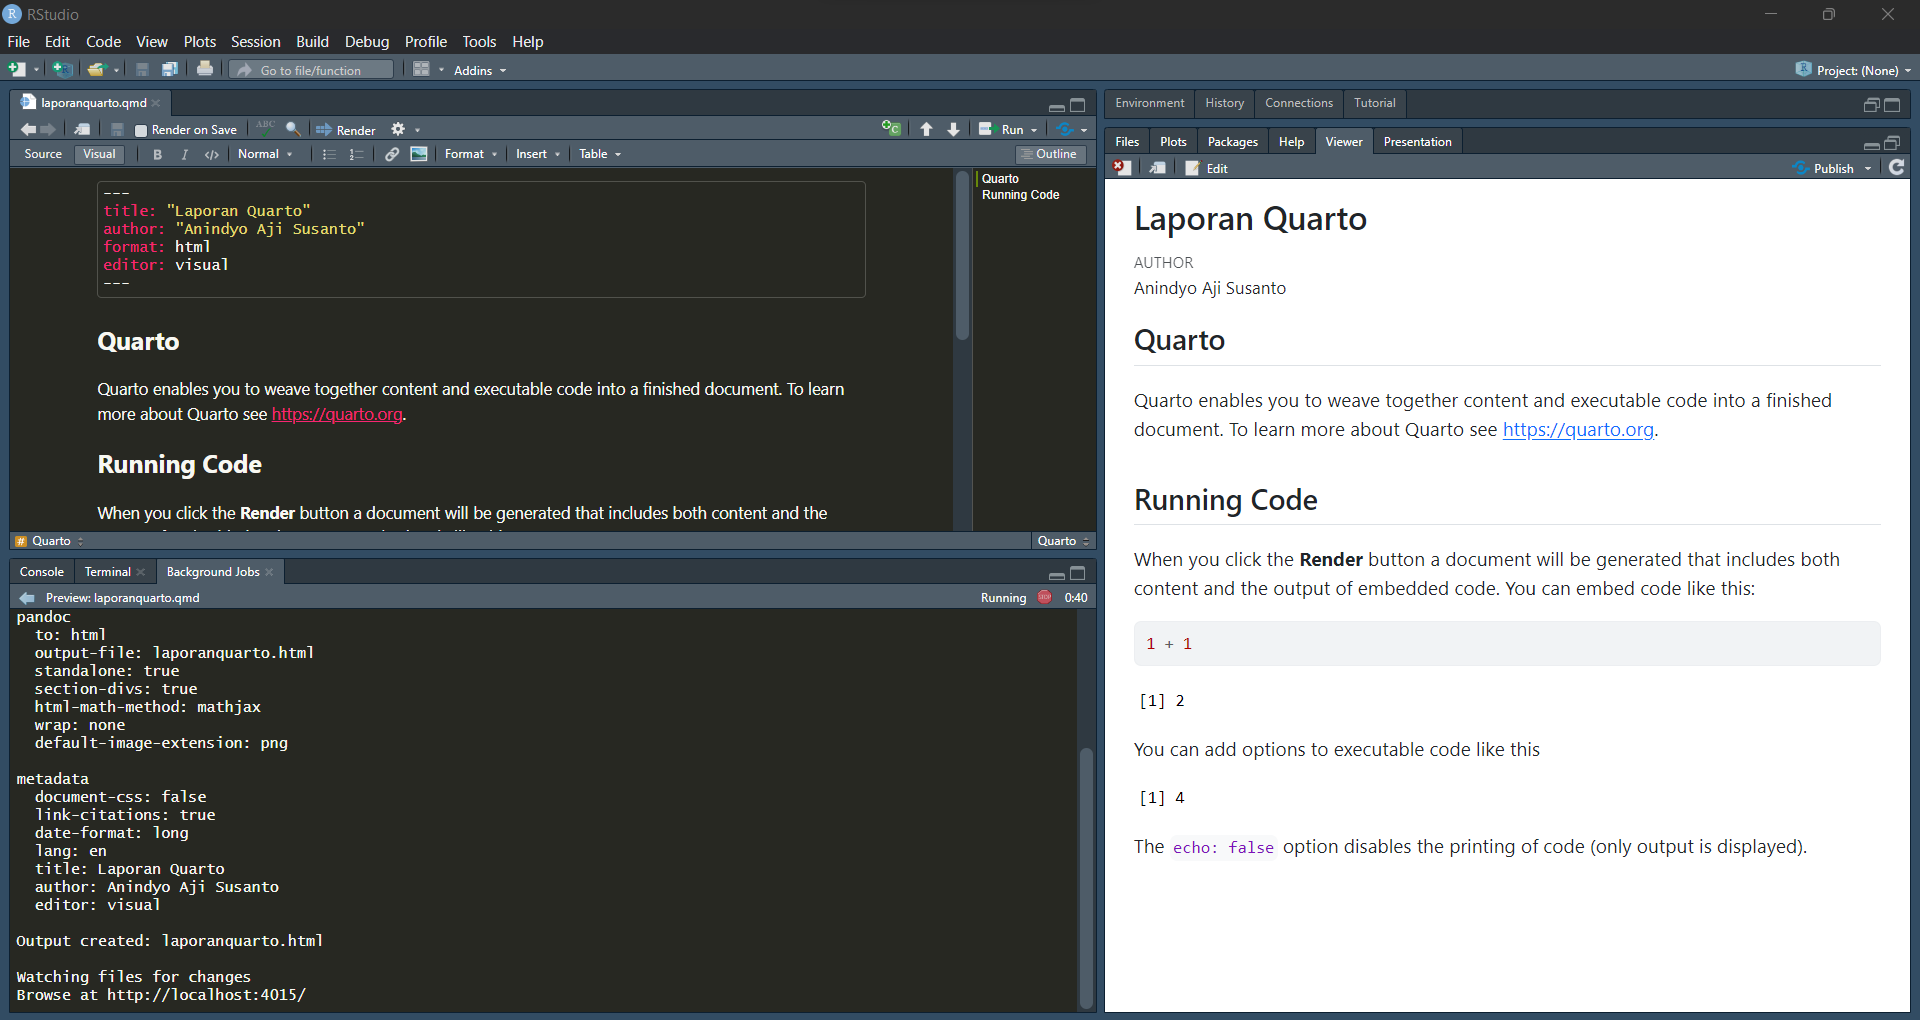 RStudio
File Edit Code View Plots Session Build Debug Profile Tools Help
Go to file/function Addins Project: (None)
laporanquarto.qmd
Render on Save ABC Render Run
Source Visual B I </> Normal Format Insert Table Outline
---
title: "Laporan Quarto"
author: "Anindyo Aji Susanto"
format: html
editor: visual
---
Quarto
Quarto enables you to weave together content and executable code into a finished document. To learn
more about Quarto see https://quarto.org.
Running Code
When you click the Render button a document will be generated that includes both content and the
Quarto
Running Code
# Quarto Quarto
Console Terminal Background Jobs
Preview: laporanquarto.qmd Running STOP 0:40
pandoc
to: html
output-file: laporanquarto.html
standalone: true
section-divs: true
html-math-method: mathjax
wrap: none
default-image-extension: png
metadata
document-css: false
link-citations: true
date-format: long
lang: en
title: Laporan Quarto
author: Anindyo Aji Susanto
editor: visual
Output created: laporanquarto.html
Watching files for changes
Browse at http://localhost:4015/
Environment History Connections Tutorial
Files Plots Packages Help Viewer Presentation
Edit Publish
Laporan Quarto
AUTHOR
Anindyo Aji Susanto
Quarto
Quarto enables you to weave together content and executable code into a finished
document. To learn more about Quarto see https://quarto.org.
Running Code
When you click the Render button a document will be generated that includes both
content and the output of embedded code. You can embed code like this:
1 + 1
[1] 2
You can add options to executable code like this
[1] 4
The echo: false option disables the printing of code (only output is displayed).